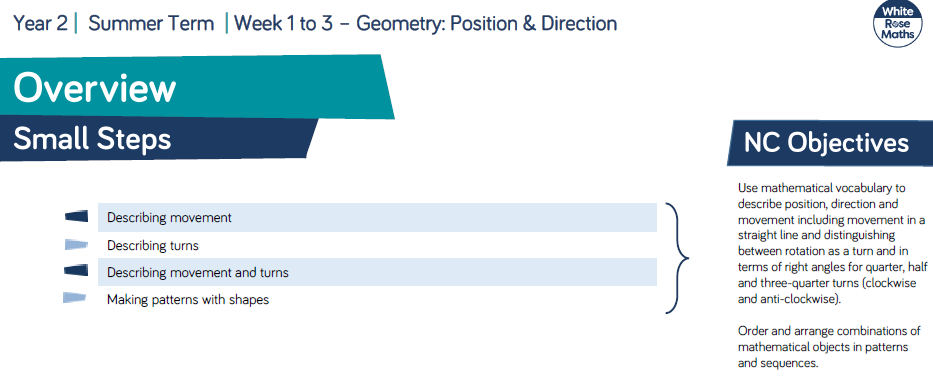 Year 2 | Summer Term | Week 1 to 3 – Geometry: Position & Direction
White
Rose
Maths
Overview
Small Steps
Describing movement
Describing turns
Describing movement and turns
Making patterns with shapes
NC Objectives
Use mathematical vocabulary to
describe position, direction and
movement including movement in a
straight line and distinguishing
between rotation as a turn and in
terms of right angles for quarter, half
and three-quarter turns (clockwise
and anti-clockwise).
Order and arrange combinations of
mathematical objects in patterns
and sequences.